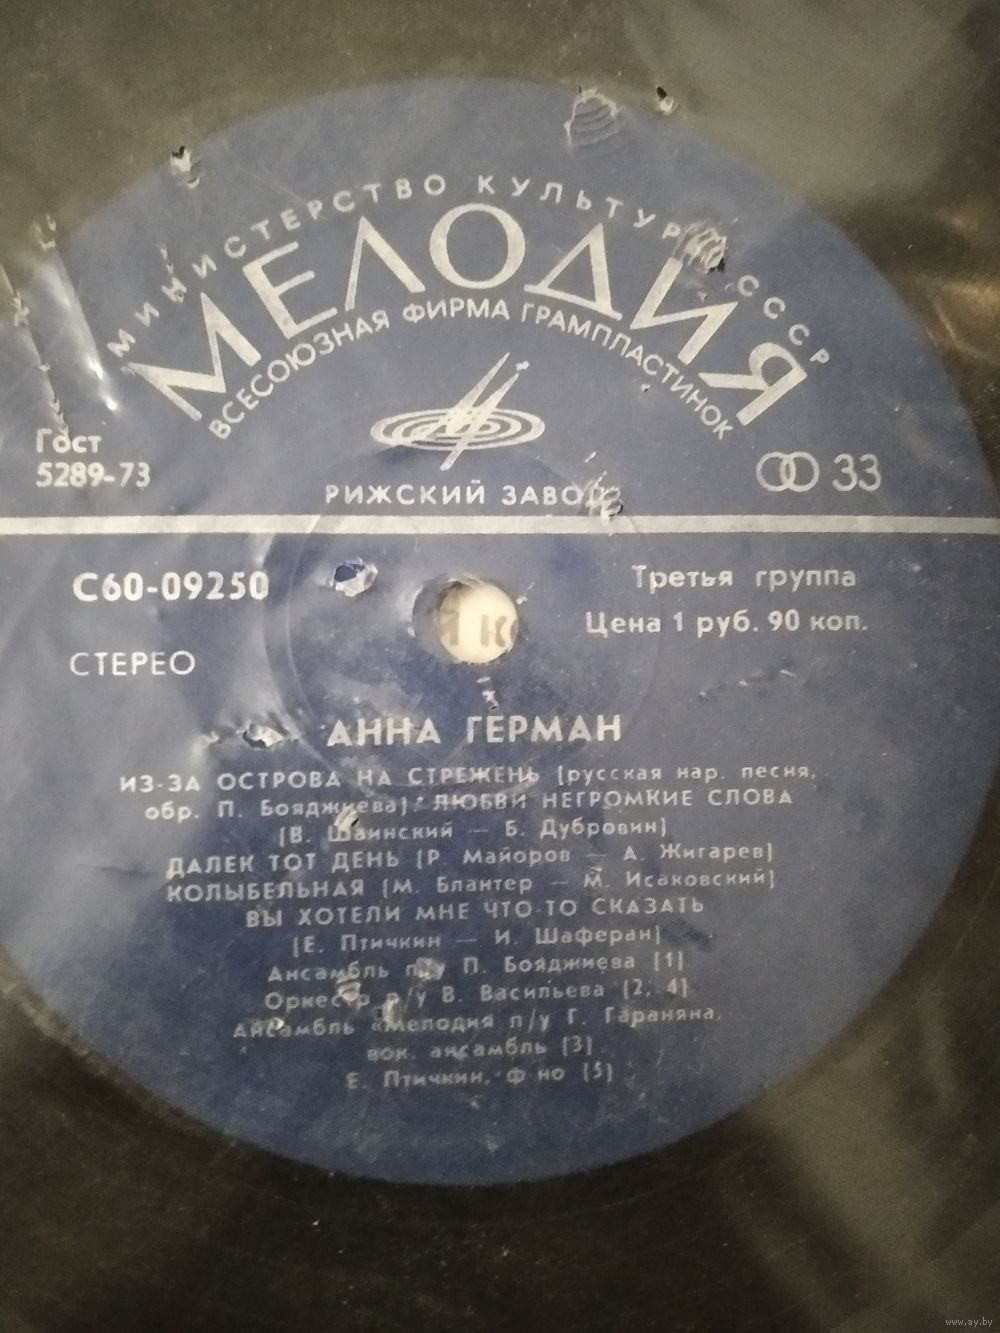 МИНИСТЕРСТВО КУЛЬТУРЫ СССР
МЕЛОДИЯ
ВСЕСОЮЗНАЯ ФИРМА ГРАМПЛАСТИНОК
Гост
5289-73
33
РИЖСКИЙ ЗАВОД
С60-09250
Третья группа
Цена 1 руб. 90 коп.
СТЕРЕО
АННА ГЕРМАН
ИЗ-ЗА ОСТРОВА НА СТРЕЖЕНЬ (русская нар. песня,
обр. П. Бояджиева) ЛЮБВИ НЕГРОМКИЕ СЛОВА
(В. Шаинский — Б. Дубровин)
ДАЛЕК ТОТ ДЕНЬ (Р. Майоров — А. Жигарев)
КОЛЫБЕЛЬНАЯ (М. Блантер — М. Исаковский)
ВЫ ХОТЕЛИ МНЕ ЧТО-ТО СКАЗАТЬ
(Е. Птичкин — И. Шаферан)
Ансамбль п/у П. Бояджиева (1)
Оркестр п/у В. Васильева (2, 4)
Ансамбль «Мелодия п/у Г. Гараняна,
вок. ансамбль (3)
Е. Птичкин, ф-но (5)
www.ay.by